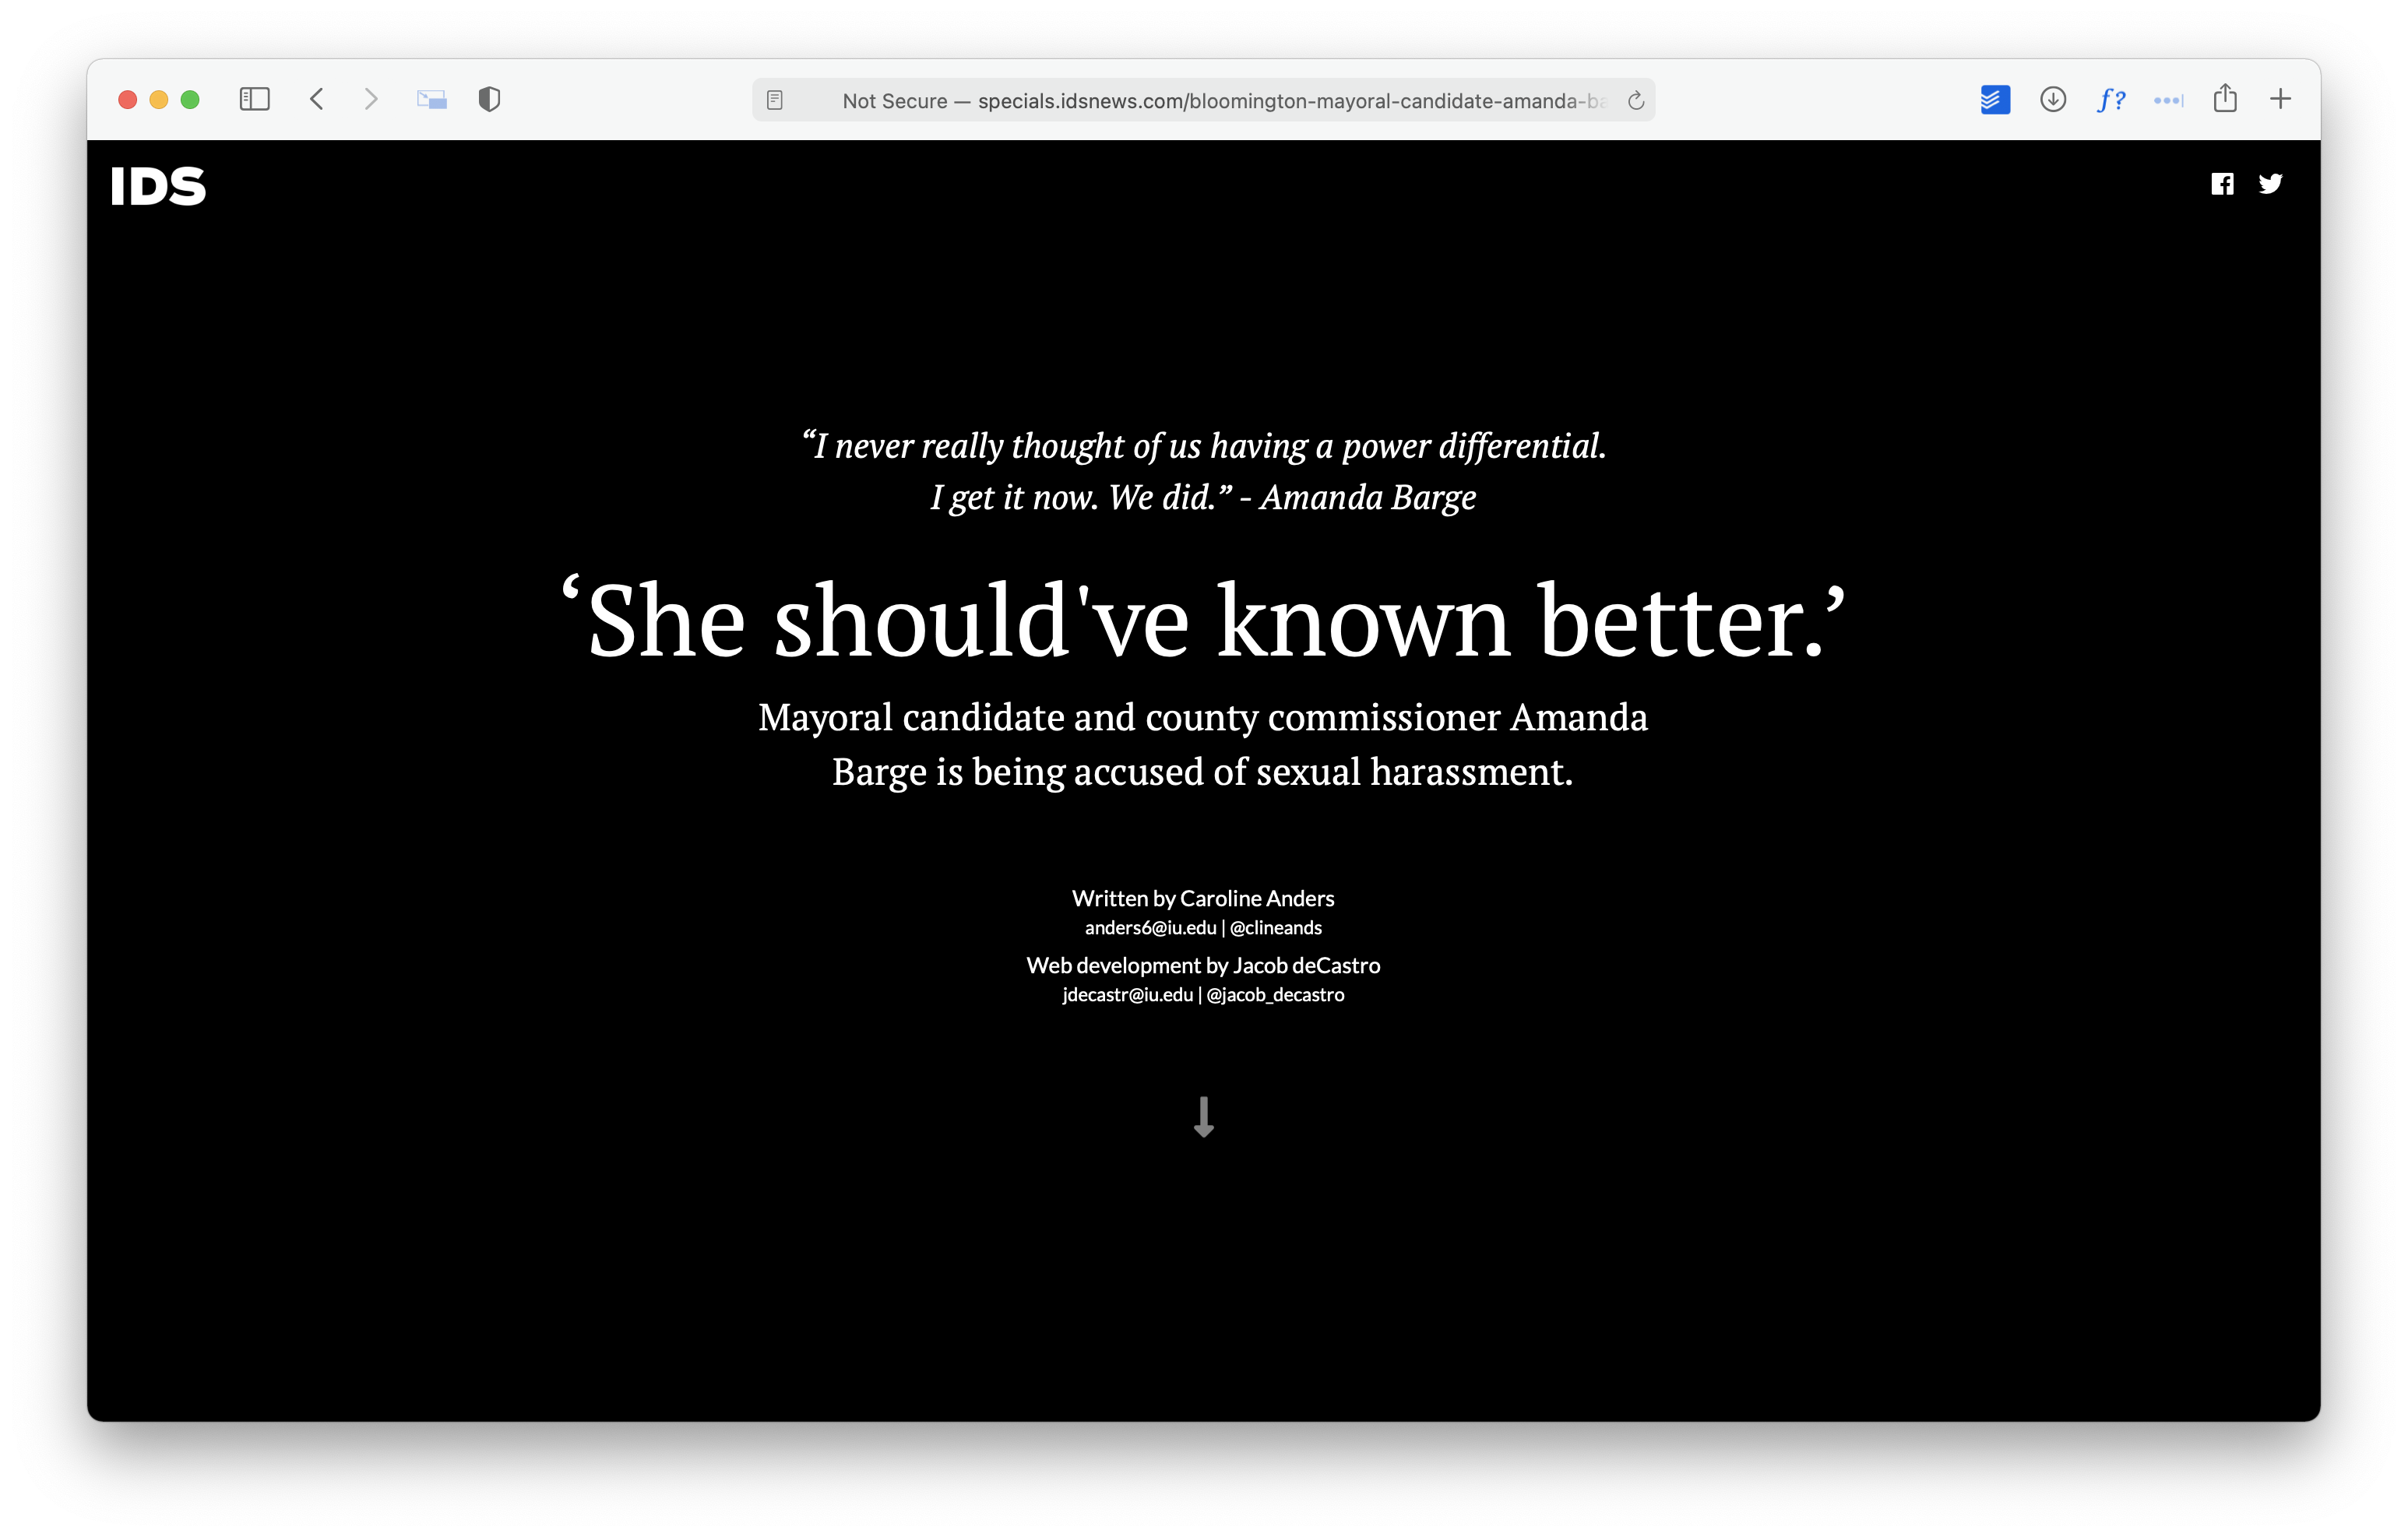 Not Secure — specials.idsnews.com/bloomington-mayoral-candidate-amanda-
ƒ?
IDS
“I never really thought of us having a power differential.
I get it now. We did.” - Amanda Barge
‘She should've known better.’
Mayoral candidate and county commissioner Amanda
Barge is being accused of sexual harassment.
Written by Caroline Anders
anders6@iu.edu | @clineands
Web development by Jacob deCastro
jdecastr@iu.edu | @jacob_decastro